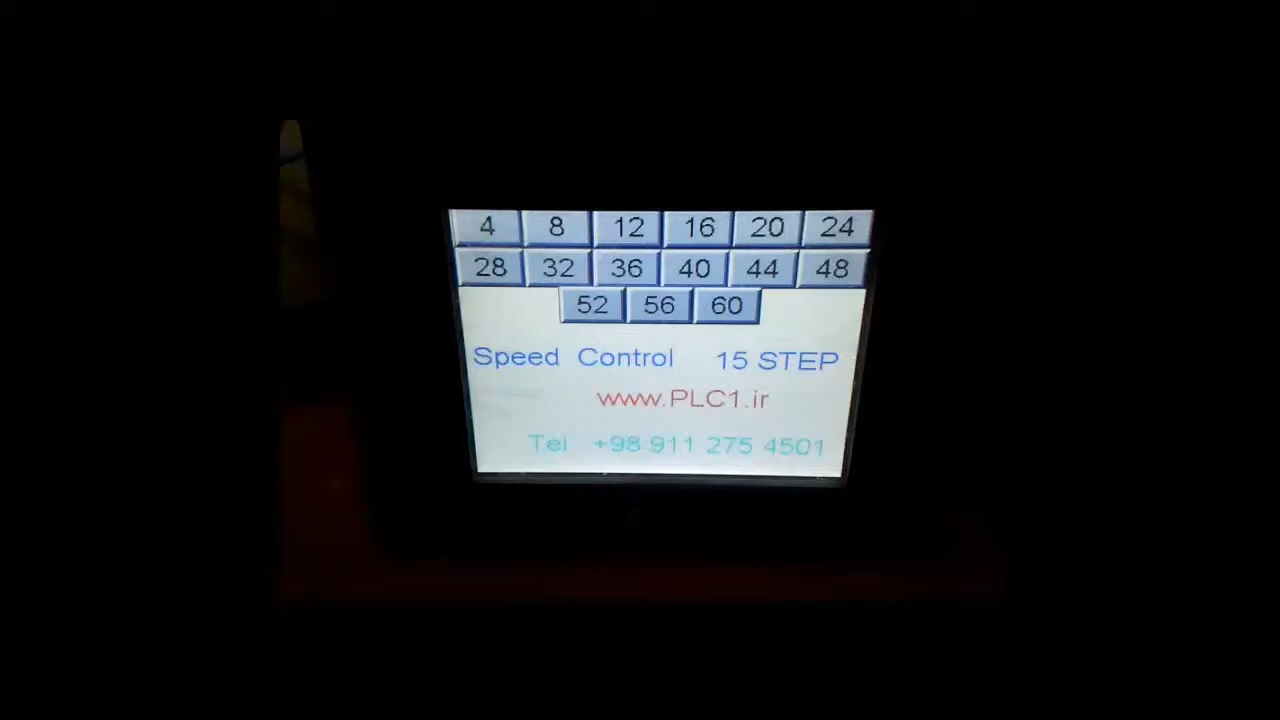 4 8 12 16 20 24
28 32 36 40 44 48
52 56 60
Speed Control 15 STEP
www.PLC1.ir
Tel +98 911 275 4501